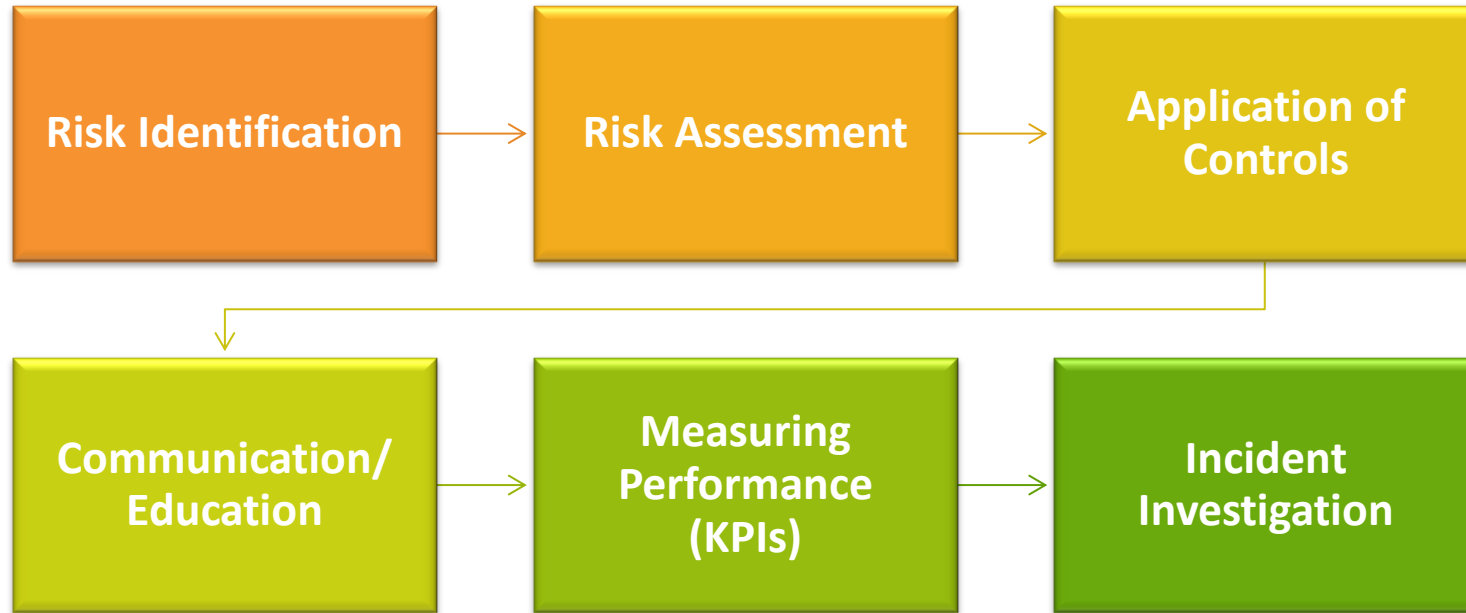 Risk Identification
Risk Assessment
Application of
Controls
Communication/
Education
Measuring
Performance
(KPIs)
Incident
Investigation